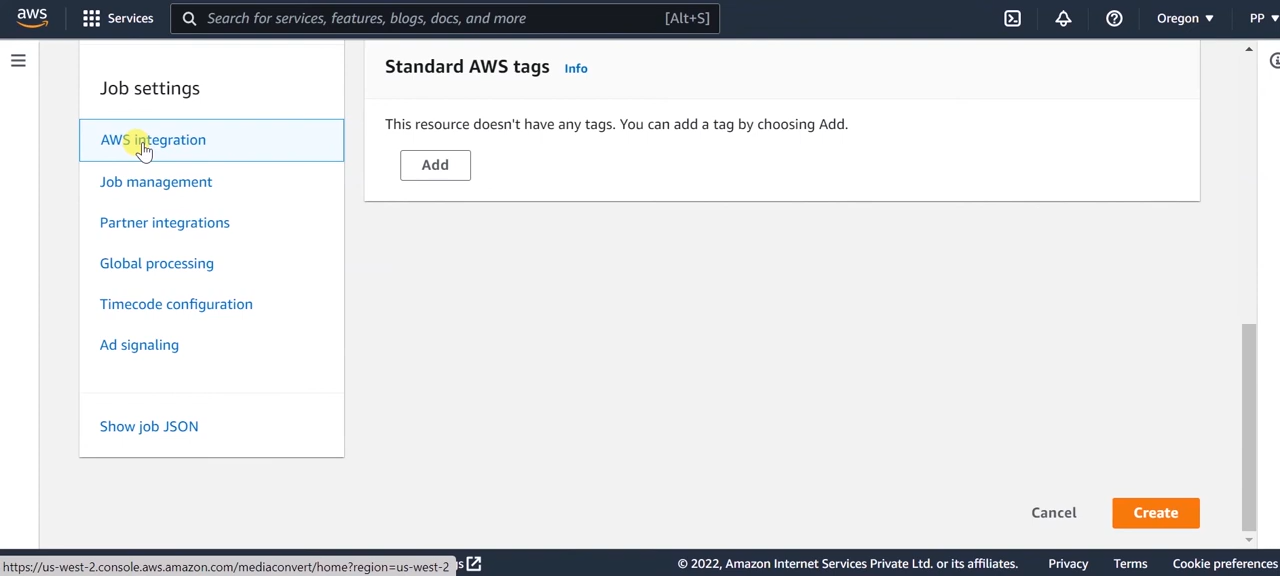 aws Services Search for services, features, blogs, docs, and more [Alt+S] Oregon ▼ PP ▼
Standard AWS tags Info
Job settings
This resource doesn't have any tags. You can add a tag by choosing Add.
AWS integration
Add
Job management
Partner integrations
Global processing
Timecode configuration
Ad signaling
Show job JSON
Cancel Create
https://us-west-2.console.aws.amazon.com/mediaconvert/home?region=us-west-2 © 2022, Amazon Internet Services Private Ltd. or its affiliates. Privacy Terms Cookie preferences